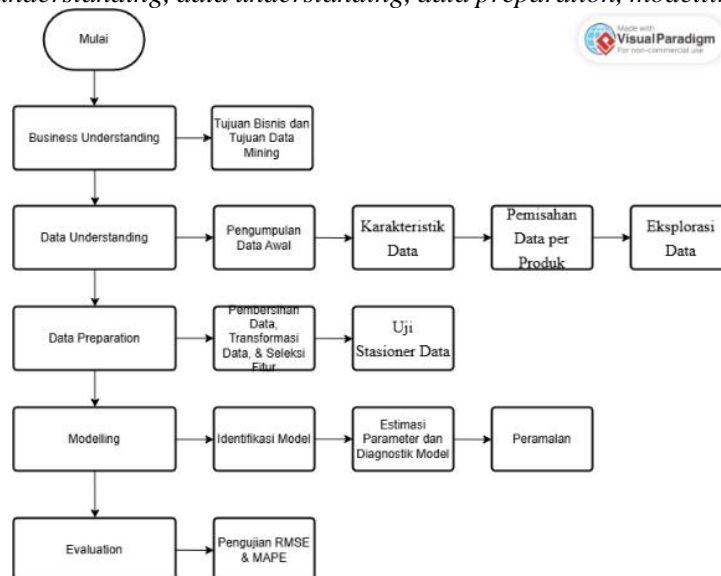 understanding, data understanding, data preparation, modelli
Mulai
Made with
Visual Paradigm
For non-commercial use
Business Understanding
Tujuan Bisnis dan
Tujuan Data
Mining
Data Understanding
Pengumpulan
Data Awal
Karakteristik
Data
Pemisahan
Data per
Produk
Eksplorasi
Data
Data Preparation
Pembersihan
Data,
Transformasi
Data, & Seleksi
Fitur
Uji
Stasioner Data
Modelling
Identifikasi Model
Estimasi
Parameter dan
Diagnostik Model
Peramalan
Evaluation
Pengujian RMSE
& MAPE